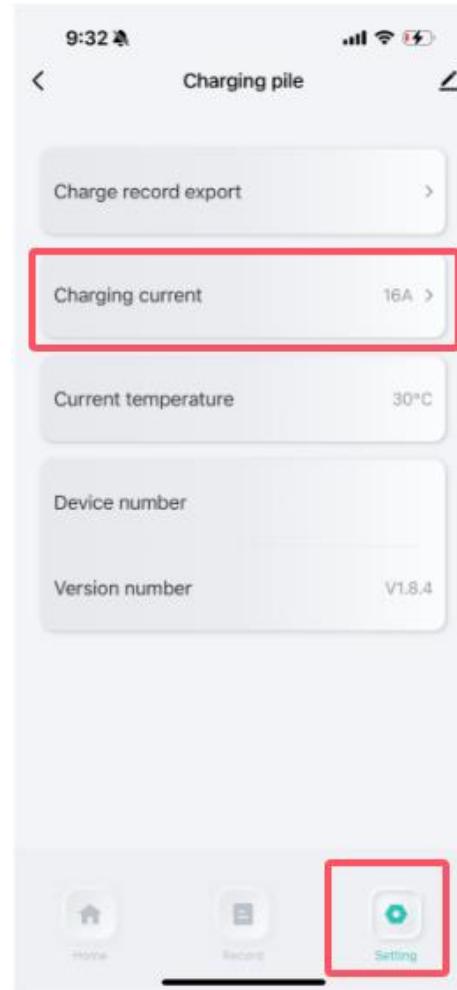 9:32
Charging pile
Charge record export
Charging current 16A
Current temperature 30°C
Device number
Version number V1.8.4
Home Record Setting